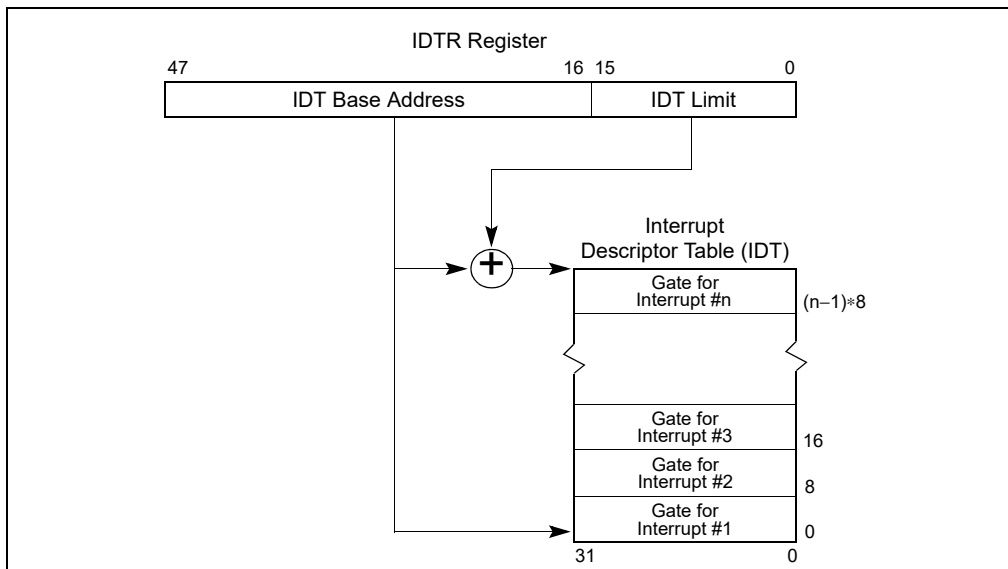 IDTR Register
47 16 15 0
IDT Base Address IDT Limit
+
Interrupt
Descriptor Table (IDT)
Gate for
Interrupt #n
(n−1)∗8
Gate for
Interrupt #3
16
Gate for
Interrupt #2
8
Gate for
Interrupt #1
0
31 0